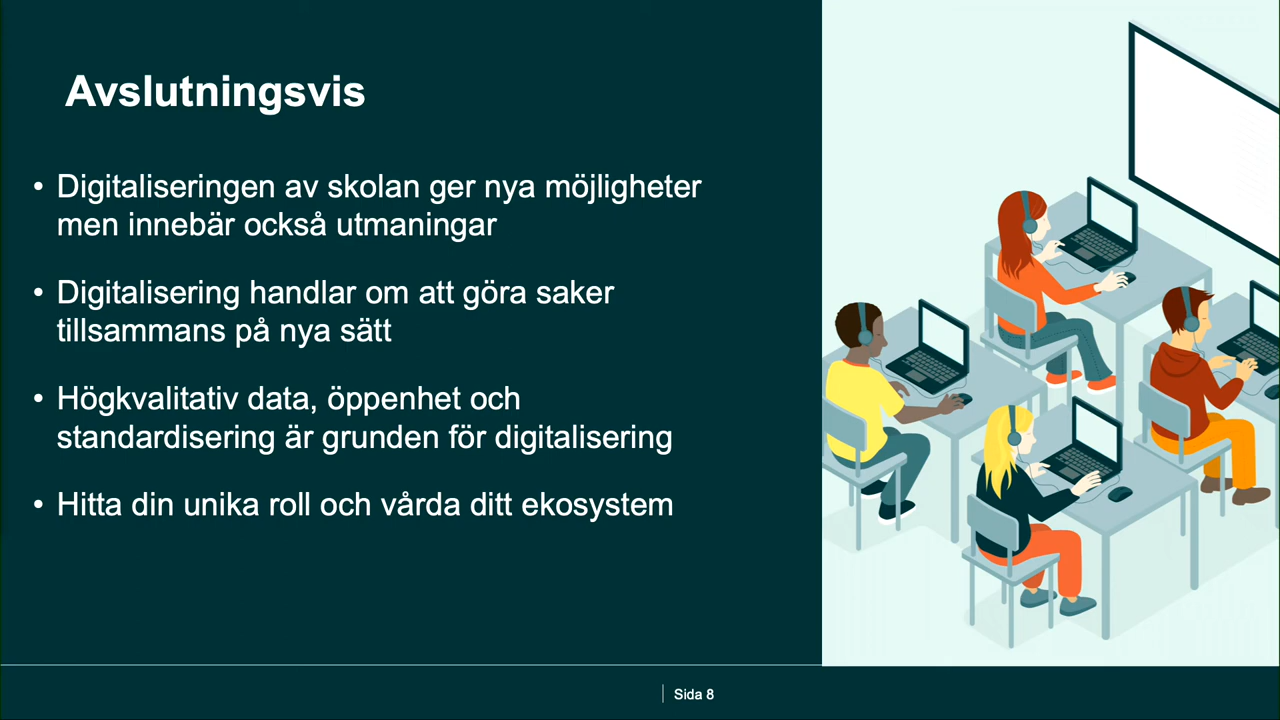 Avslutningsvis
• Digitaliseringen av skolan ger nya möjligheter
men innebär också utmaningar
• Digitalisering handlar om att göra saker
tillsammans på nya sätt
• Högkvalitativ data, öppenhet och
standardisering är grunden för digitalisering
• Hitta din unika roll och vårda ditt ekosystem
Sida 8